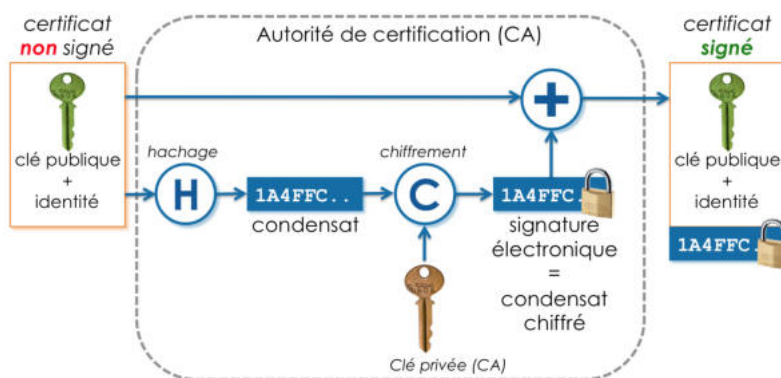 certificat
non signé
clé publique
+
identité
Autorité de certification (CA)
hachage
H
1A4FFC..
condensat
chiffrement
C
Clé privée (CA)
1A4FFC.
signature
électronique
=
condensat
chiffré
+
certificat
signé
clé publique
+
identité
1A4FFC.